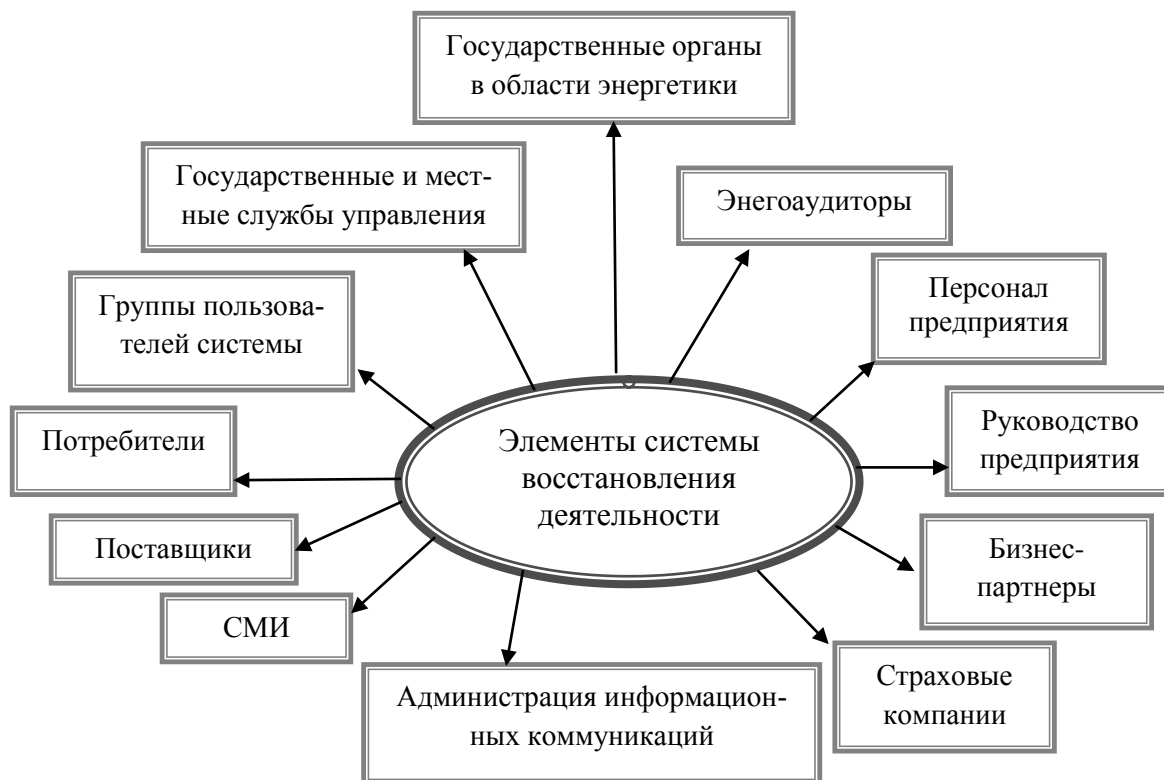 Государственные органы
в области энергетики
Государственные и мест-
ные службы управления
Энегоаудиторы
Группы пользова-
телей системы
Персонал
предприятия
Потребители
Элементы системы
восстановления
деятельности
Руководство
предприятия
Поставщики
Бизнес-
партнеры
СМИ
Администрация информацион-
ных коммуникаций
Страховые
компании